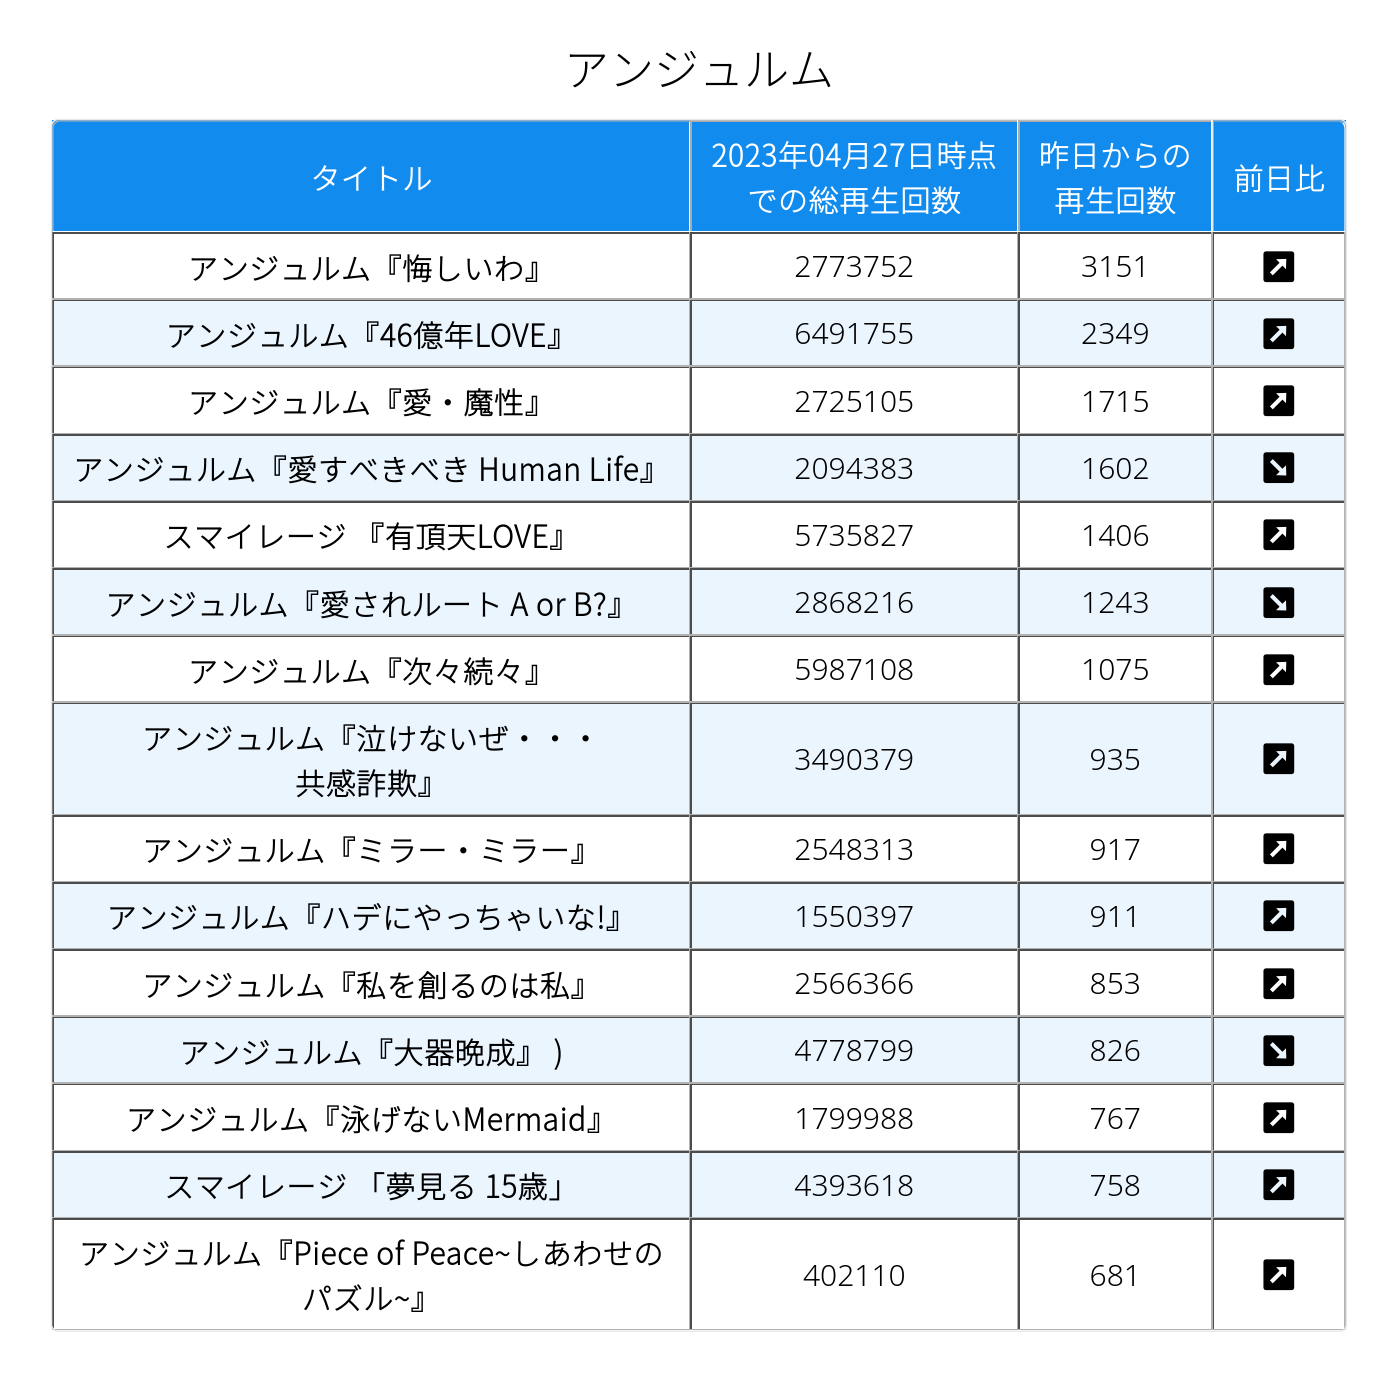 アンジュルム
タイトル
2023年04月27日時点
での総再生回数
昨日からの
再生回数
前日比
アンジュルム『悔しいわ』 2773752 3151
アンジュルム『46億年LOVE』 6491755 2349
アンジュルム『愛・魔性』 2725105 1715
アンジュルム『愛すべきべき Human Life』 2094383 1602
スマイレージ 『有頂天LOVE』 5735827 1406
アンジュルム『愛されルート A or B?』 2868216 1243
アンジュルム『次々続々』 5987108 1075
アンジュルム『泣けないぜ・・・
共感詐欺』 3490379 935
アンジュルム『ミラー・ミラー』 2548313 917
アンジュルム『ハデにやっちゃいな!』 1550397 911
アンジュルム『私を創るのは私』 2566366 853
アンジュルム『大器晩成』 ) 4778799 826
アンジュルム『泳げないMermaid』 1799988 767
スマイレージ 「夢見る 15歳」 4393618 758
アンジュルム『Piece of Peace~しあわせの
パズル~』 402110 681